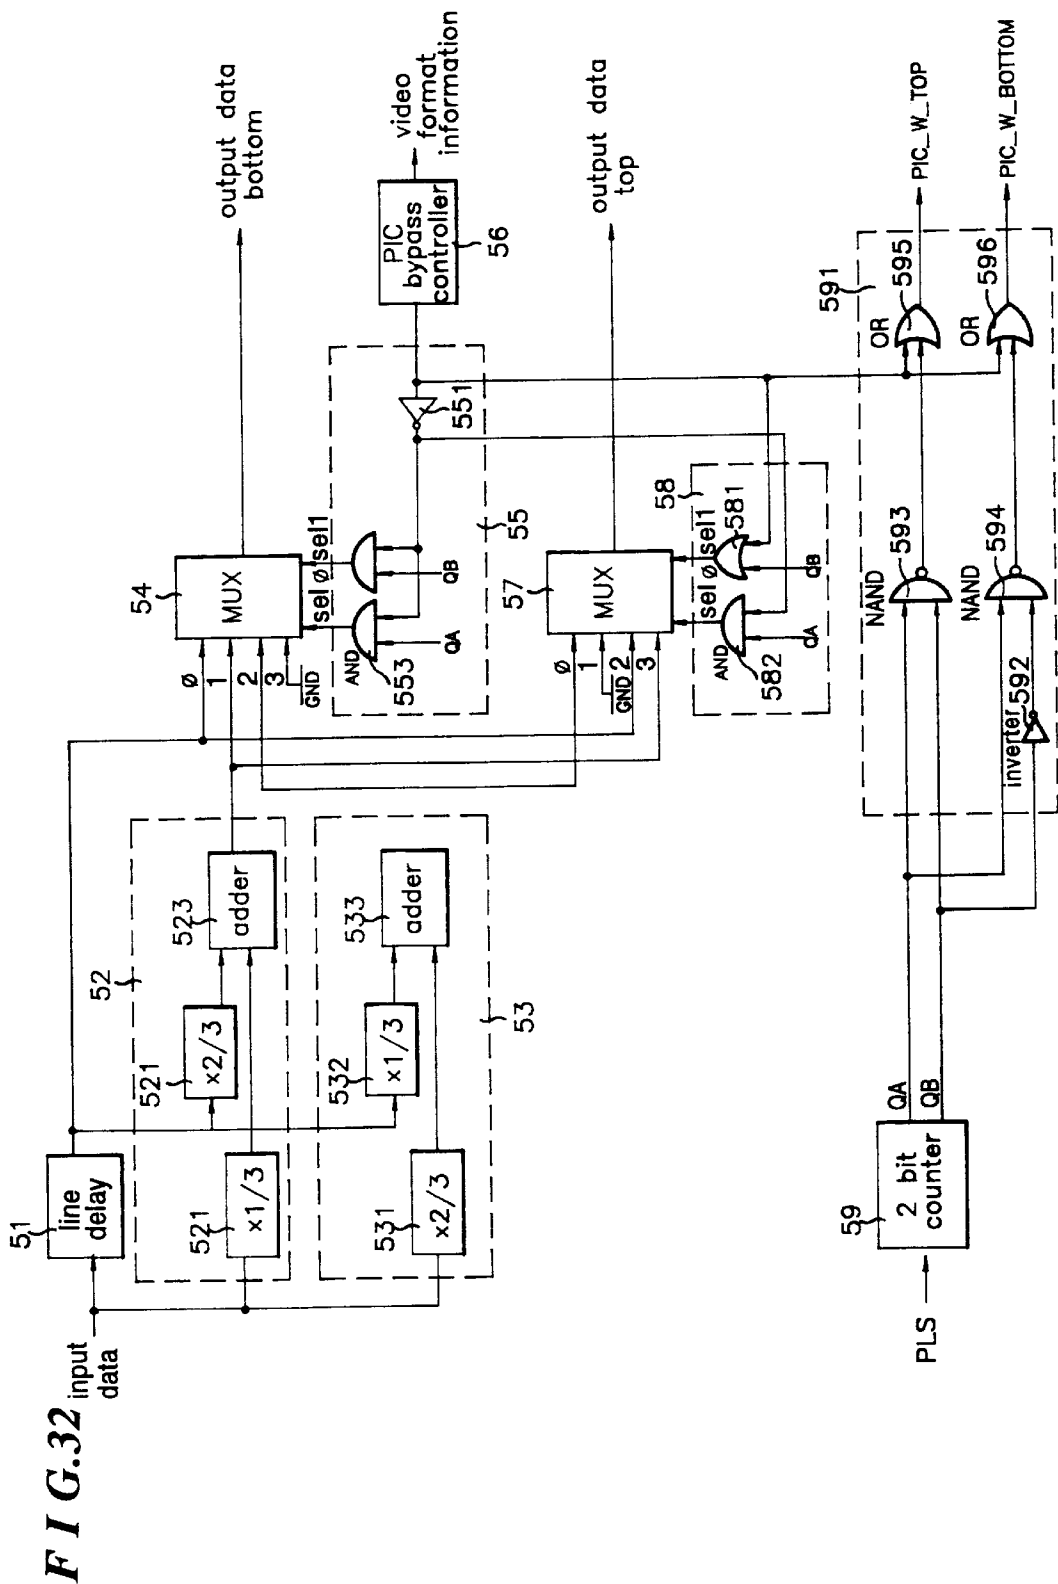 FIG.32
input
data
51
line
delay
52
521
x2/3
521
x1/3
523
adder
532
x1/3
531
x2/3
533
adder
53
54
MUX
ø
1
2
3
GND
sel ø
sel1
AND
553
QA
QB
551
55
PIC
bypass
controller
56
video
format
information
output data
bottom
57
MUX
ø
1
GND
2
3
sel ø
sel1
AND
582
581
58
QA
QB
output data
top
PLS
59
2 bit
counter
QA
QB
inverter
592
NAND
593
NAND
594
591
OR
595
OR
596
PIC_W_TOP
PIC_W_BOTTOM